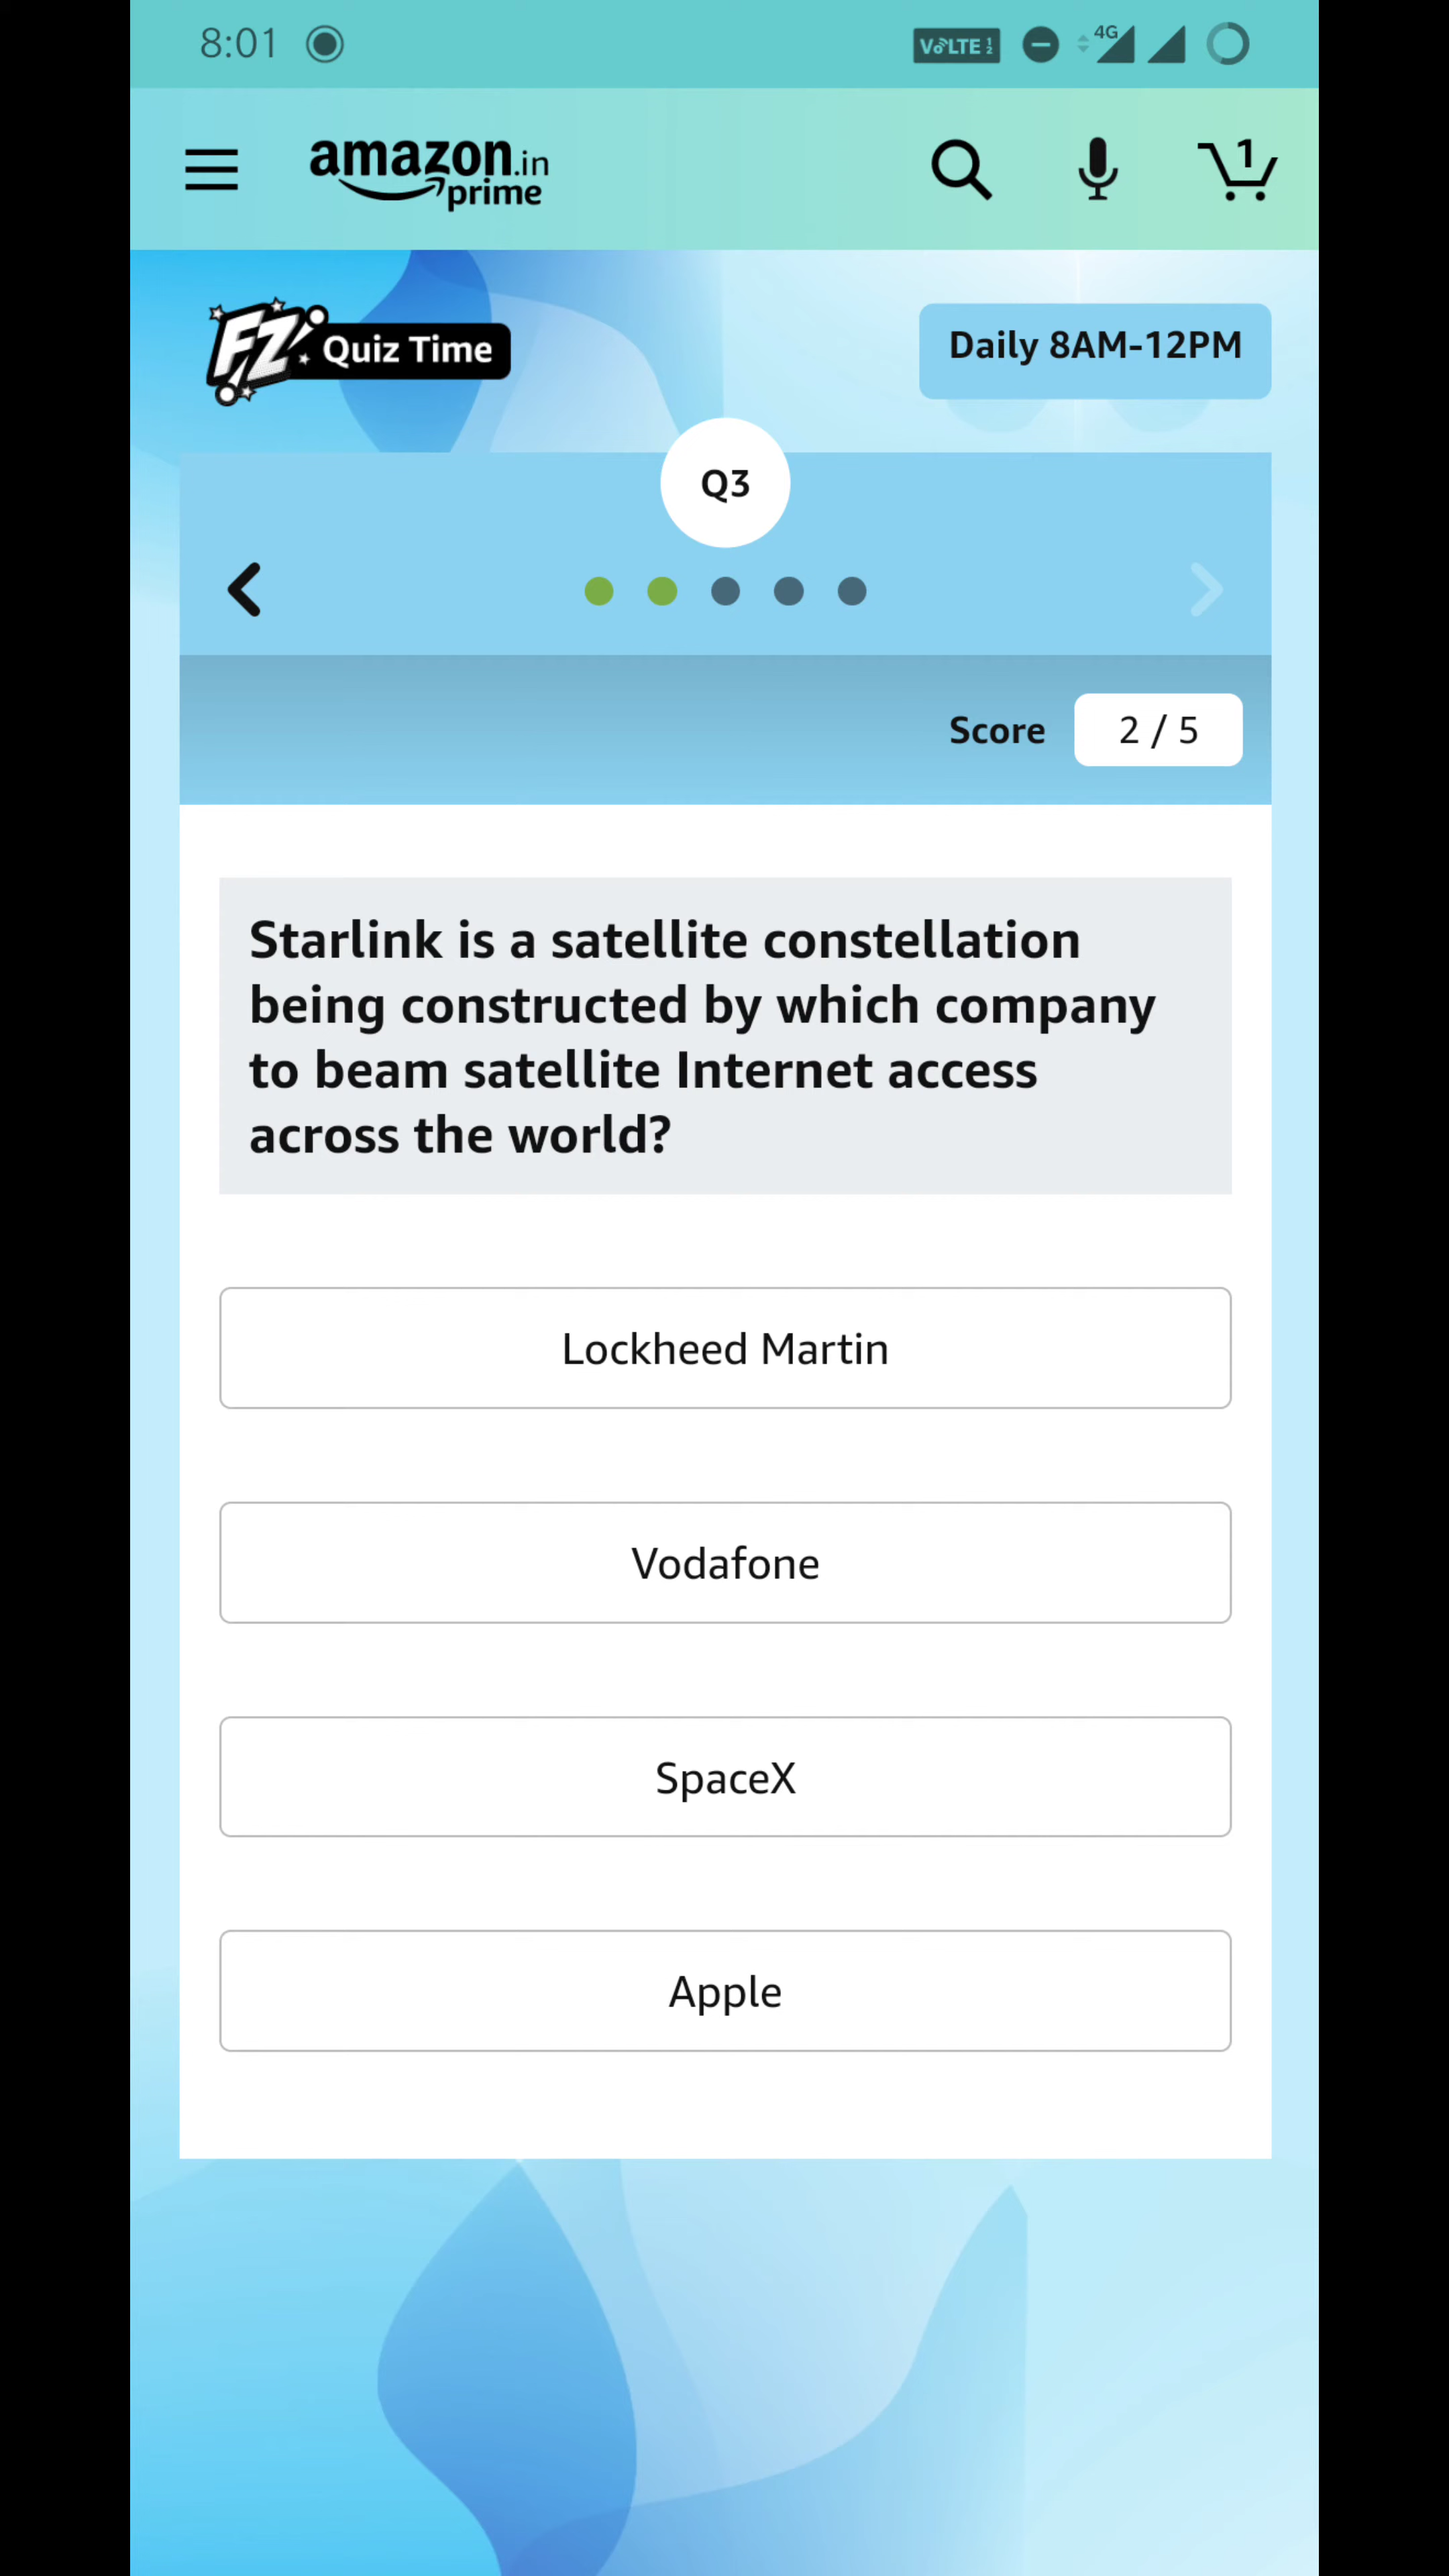 8:01
VoLTE 1 2
4G
amazon.in
prime
1
FZ Quiz Time
Daily 8AM-12PM
Q3
Score 2 / 5
Starlink is a satellite constellation
being constructed by which company
to beam satellite Internet access
across the world?
Lockheed Martin
Vodafone
SpaceX
Apple